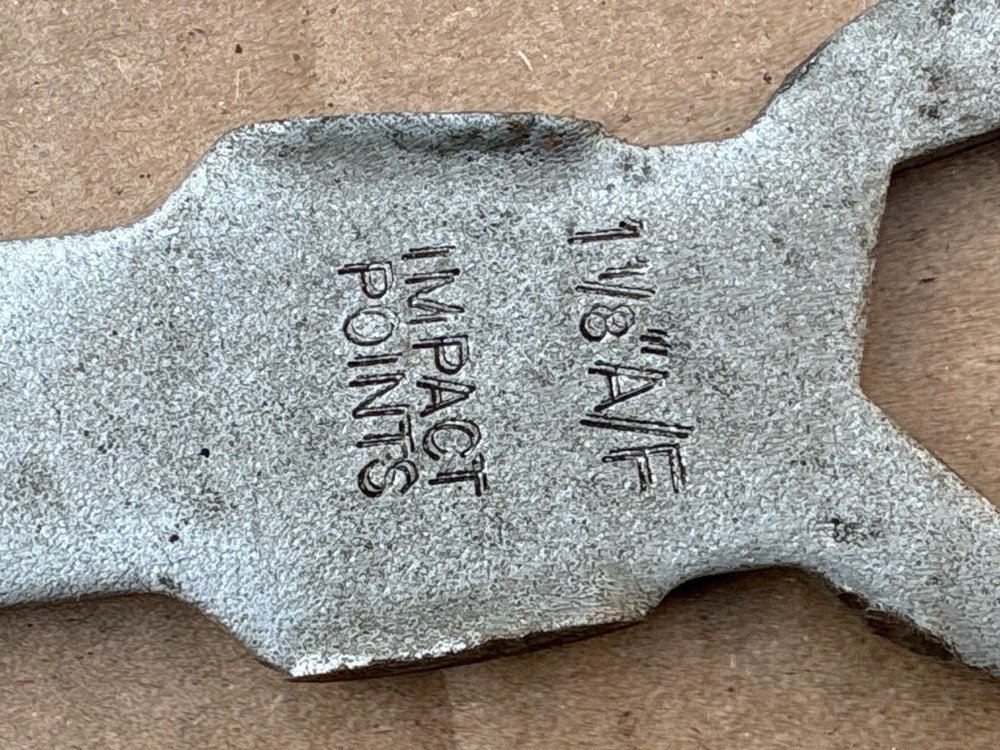 1 1/8"A/F
IMPACT
POINTS